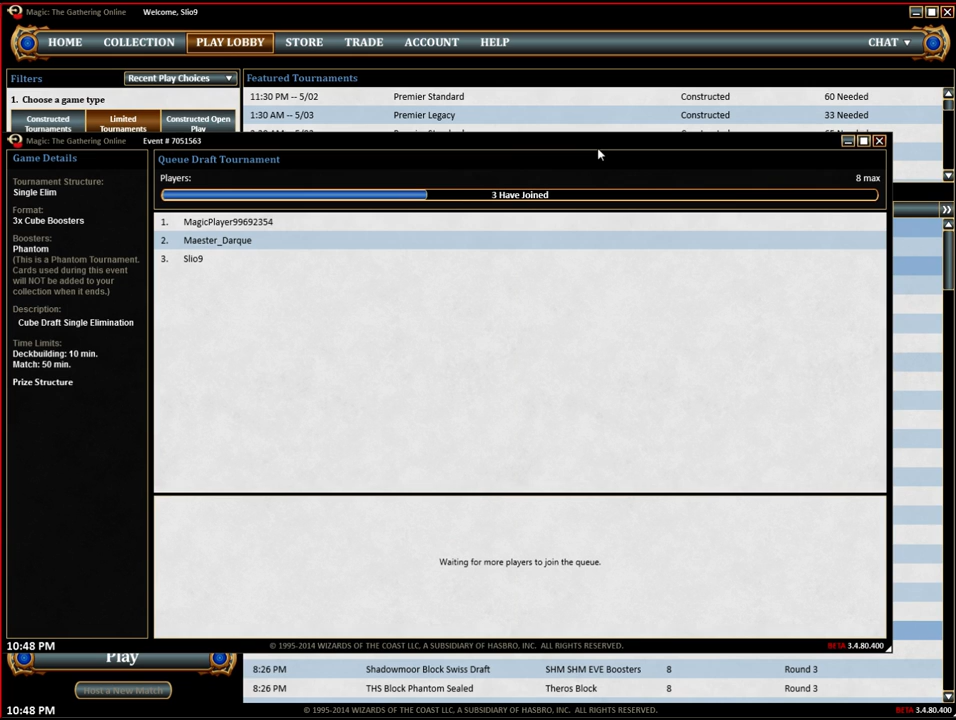 Magic: The Gathering Online Welcome, Slio9
HOME COLLECTION PLAY LOBBY STORE TRADE ACCOUNT HELP CHAT
Filters Recent Play Choices Featured Tournaments
1. Choose a game type
11:30 PM -- 5/02 Premier Standard Constructed 60 Needed
1:30 AM -- 5/03 Premier Legacy Constructed 33 Needed
Constructed Tournaments Limited Tournaments Constructed Open Play
Magic: The Gathering Online Event # 7051563
Game Details
Queue Draft Tournament
Players: 8 max
3 Have Joined
Tournament Structure:
Single Elim
Format:
3x Cube Boosters
Boosters:
Phantom
(This is a Phantom Tournament.
Cards used during this event
will NOT be added to your
collection when it ends.)
Description:
Cube Draft Single Elimination
Time Limits:
Deckbuilding: 10 min.
Match: 50 min.
Prize Structure
1. MagicPlayer99692354
2. Maester_Darque
3. Slio9
Waiting for more players to join the queue.
10:48 PM © 1995-2014 WIZARDS OF THE COAST LLC, A SUBSIDIARY OF HASBRO, INC. ALL RIGHTS RESERVED. BETA 3.4.80.400
Play
Host a New Match
8:26 PM Shadowmoor Block Swiss Draft SHM SHM EVE Boosters 8 Round 3
8:26 PM THS Block Phantom Sealed Theros Block 8 Round 3
10:48 PM © 1995-2014 WIZARDS OF THE COAST LLC, A SUBSIDIARY OF HASBRO, INC. ALL RIGHTS RESERVED. BETA 3.4.80.400